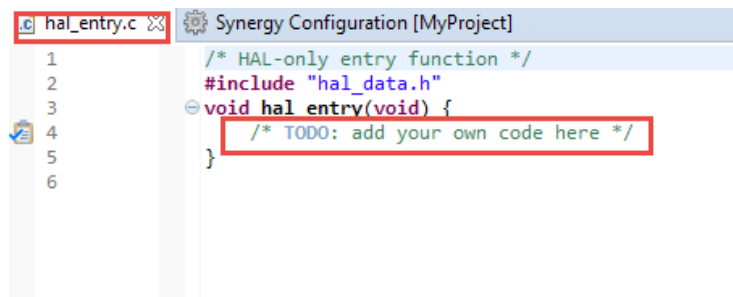 .c hal_entry.c Synergy Configuration [MyProject]
1 /* HAL-only entry function */
2 #include "hal_data.h"
3 void hal_entry(void) {
4 /* TODO: add your own code here */
5 }
6